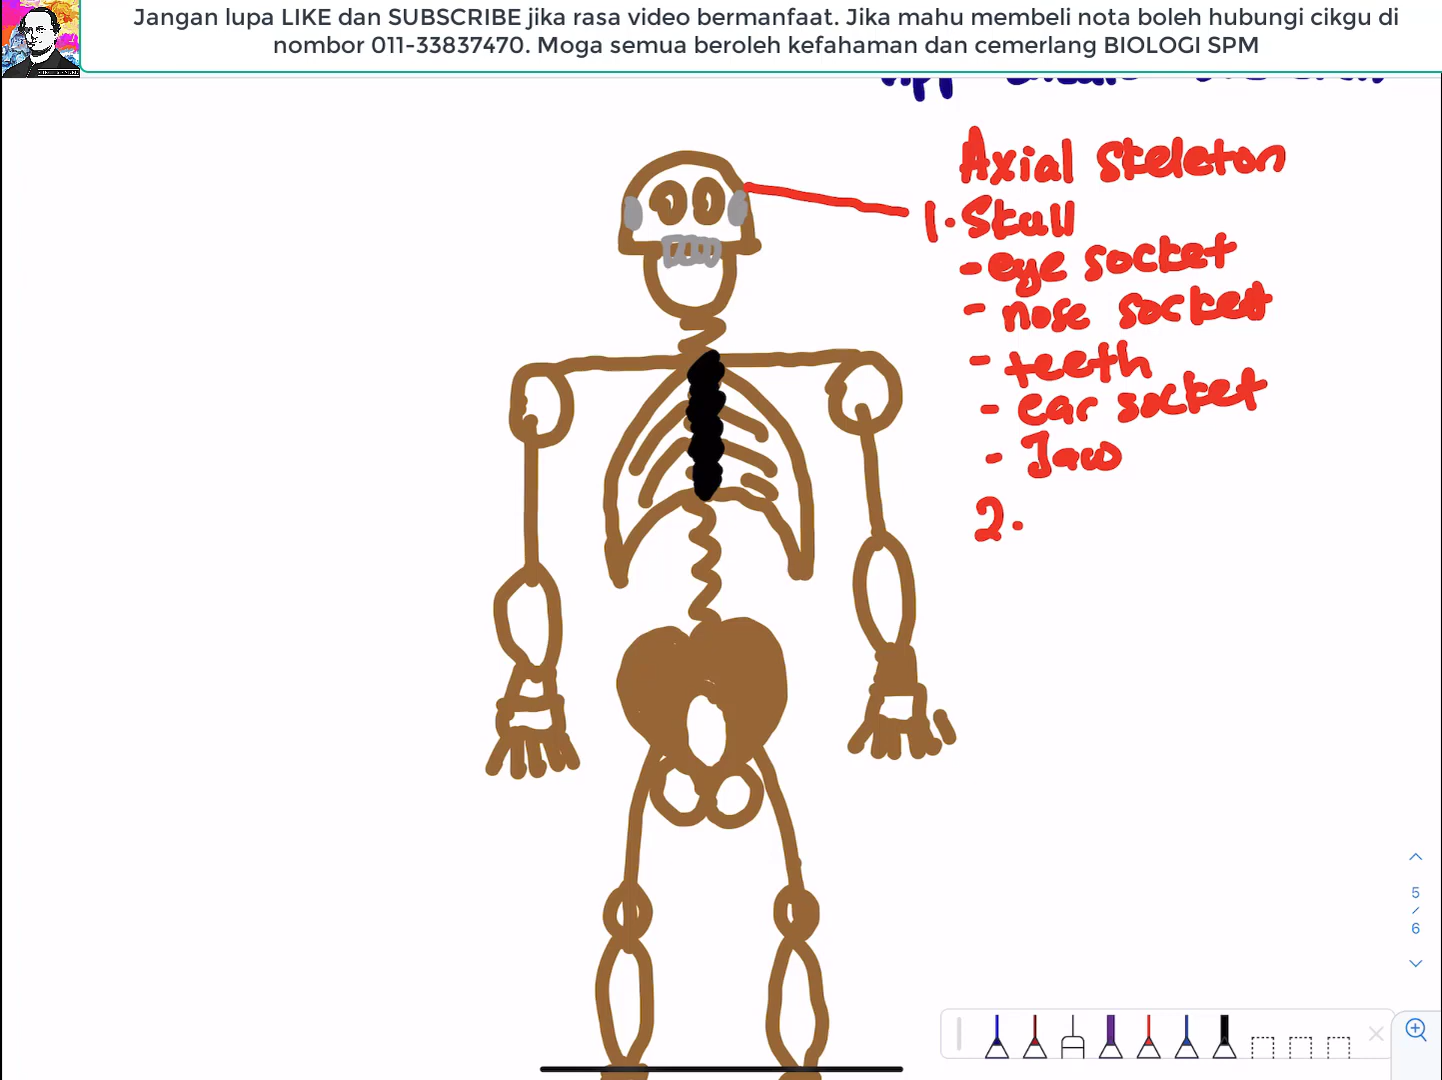 Jangan lupa LIKE dan SUBSCRIBE jika rasa video bermanfaat. Jika mahu membeli nota boleh hubungi cikgu di
nombor 011-33837470. Moga semua beroleh kefahaman dan cemerlang BIOLOGI SPM
Axial Skeleton
1. Skull
- eye socket
- nose socket
- teeth
- ear socket
- Jaw
2.
5
/
6